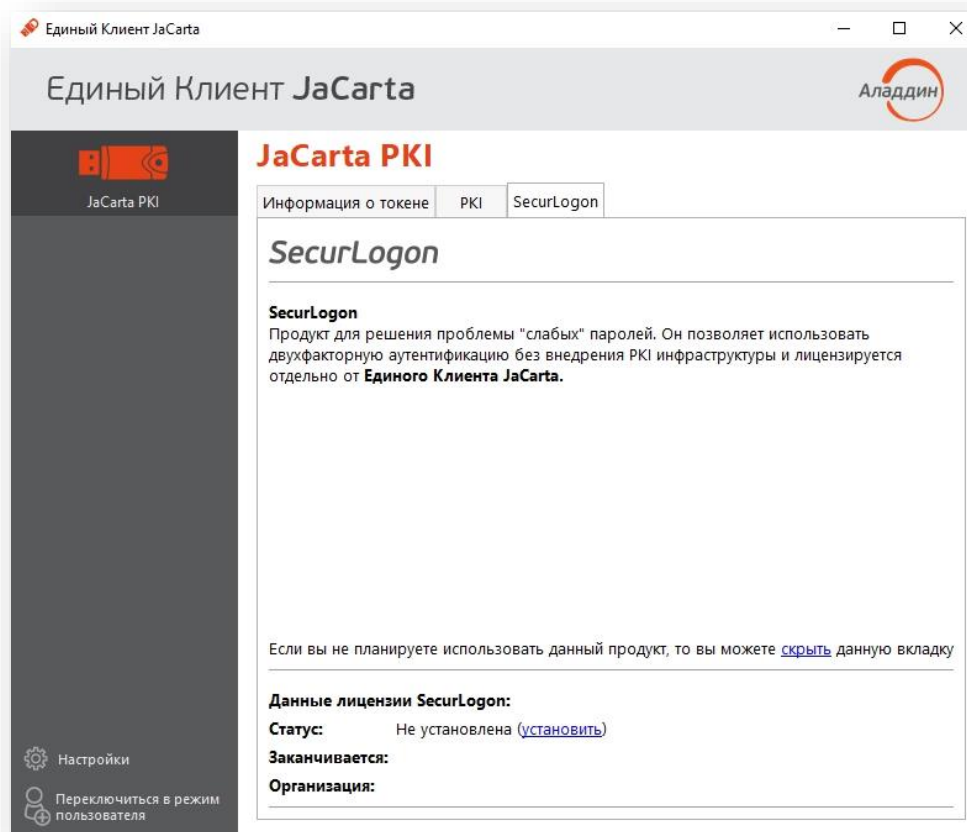 Единый Клиент JaCarta
Единый Клиент JaCarta
Аладдин
JaCarta PKI
JaCarta PKI
Информация о токене PKI SecurLogon
SecurLogon
SecurLogon
Продукт для решения проблемы "слабых" паролей. Он позволяет использовать
двухфакторную аутентификацию без внедрения PKI инфраструктуры и лицензируется
отдельно от Единого Клиента JaCarta.
Если вы не планируете использовать данный продукт, то вы можете скрыть данную вкладку
Данные лицензии SecurLogon:
Статус: Не установлена (установить)
Заканчивается:
Организация:
Настройки
Переключиться в режим
пользователя